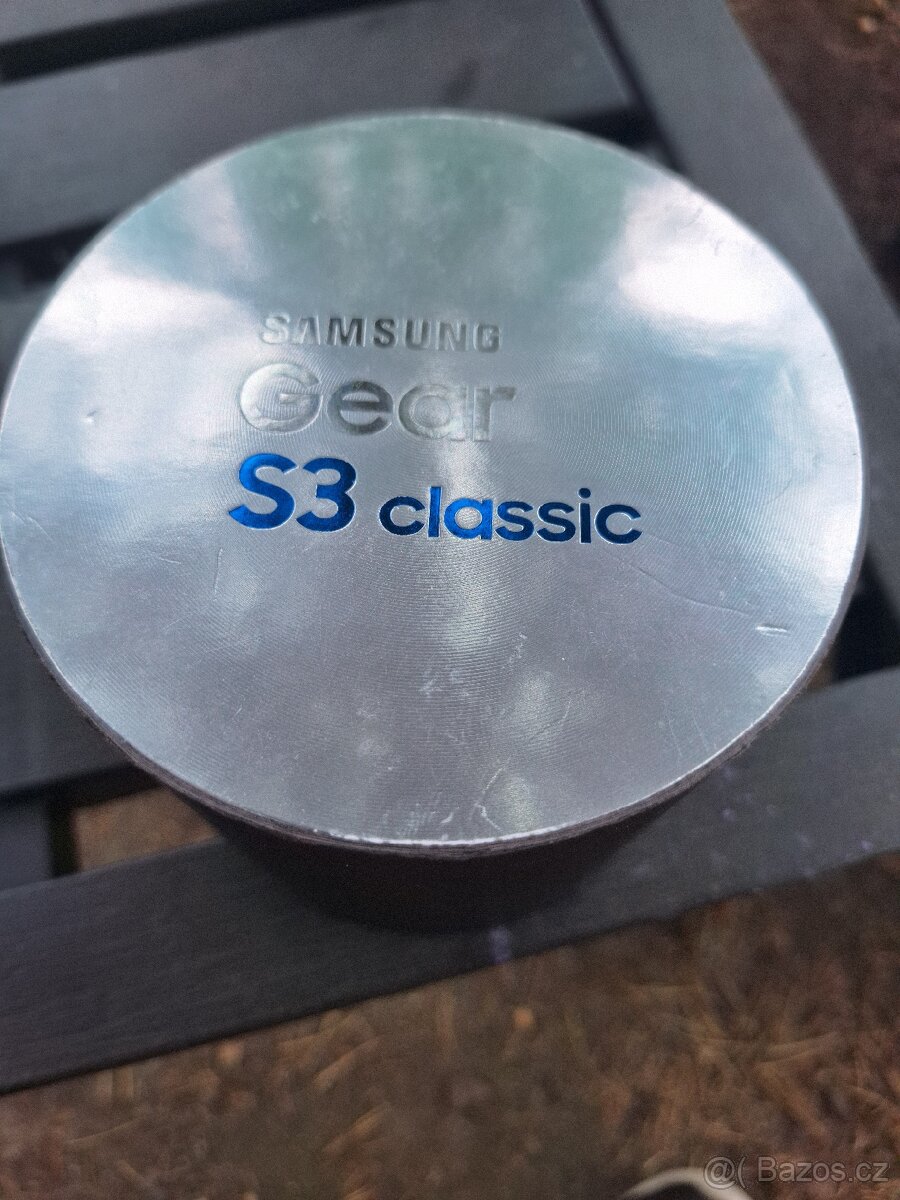 SAMSUNG
Gear
S3 classic
@( Bazos.cz